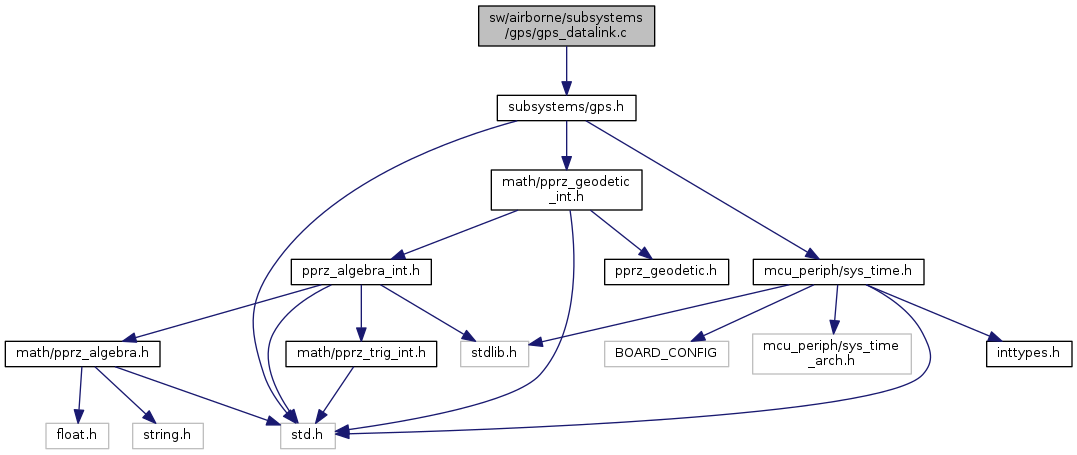 sw/airborne/subsystems
/gps/gps_datalink.c
subsystems/gps.h
math/pprz_geodetic
_int.h
pprz_algebra_int.h
pprz_geodetic.h
mcu_periph/sys_time.h
math/pprz_algebra.h
math/pprz_trig_int.h
stdlib.h
BOARD_CONFIG
mcu_periph/sys_time
_arch.h
inttypes.h
float.h
string.h
std.h